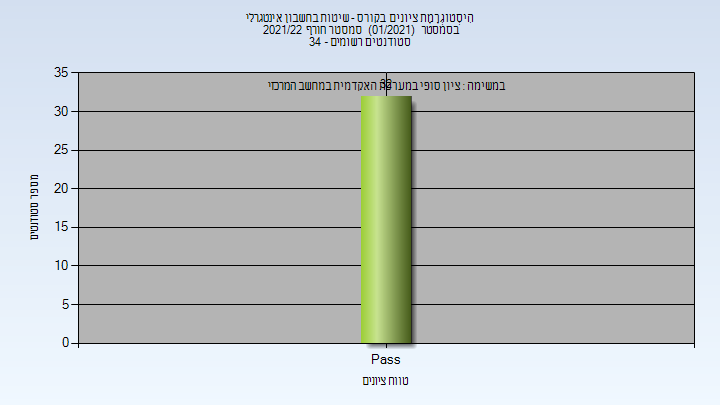 היסטוגרמת ציונים בקורס - שיטות בחשבון אינטגרלי
בסמסטר (01/2021) סמסטר חורף 2021/22
סטודנטים רשומים - 34
במשימה : ציון סופי במערכת האקדמית במחשב המרכזי
32
35
30
25
20
15
10
5
0
מספר סטודנטים
Pass
טווח ציונים